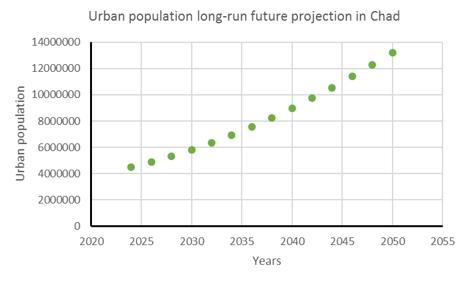 Urban population long-run future projection in Chad
14000000
12000000
10000000
8000000
6000000
4000000
2000000
0
Urban population
2020 2025 2030 2035 2040 2045 2050 2055
Years